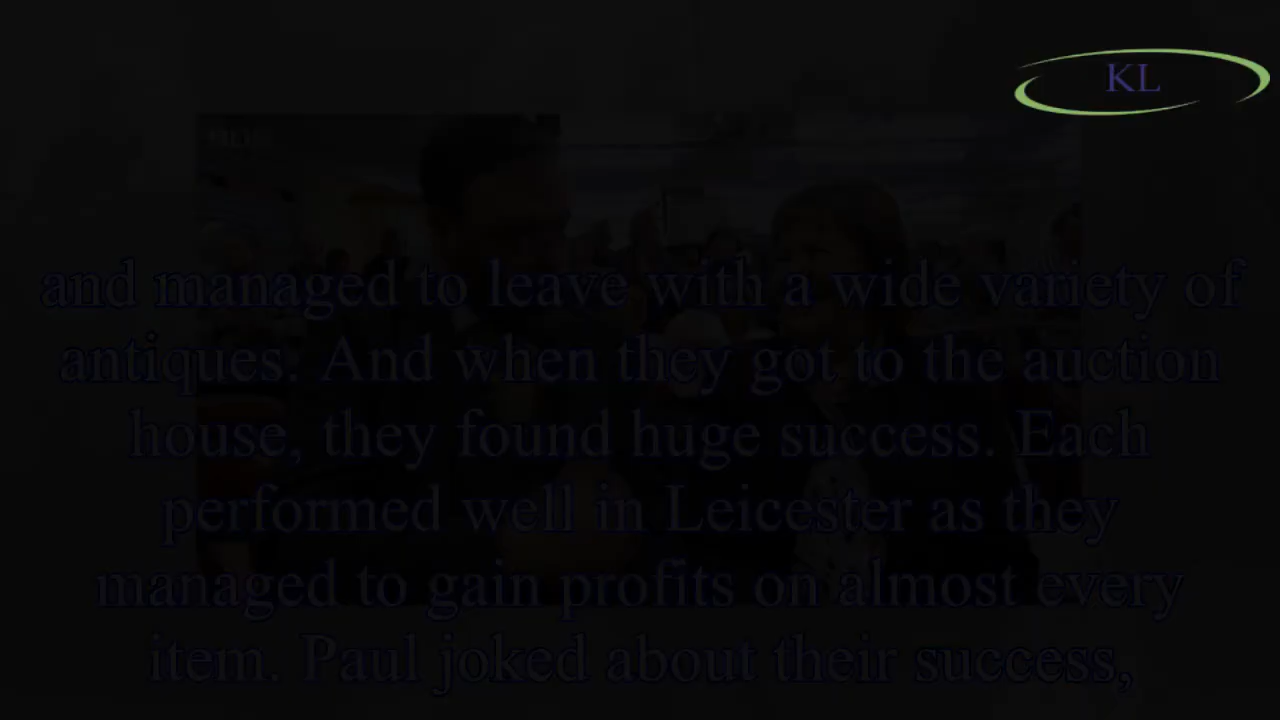 KL
and managed to leave with a wide variety of
antiques. And when they got to the auction
house, they found huge success. Each
performed well in Leicester as they
managed to gain profits on almost every
item. Paul joked about their success,